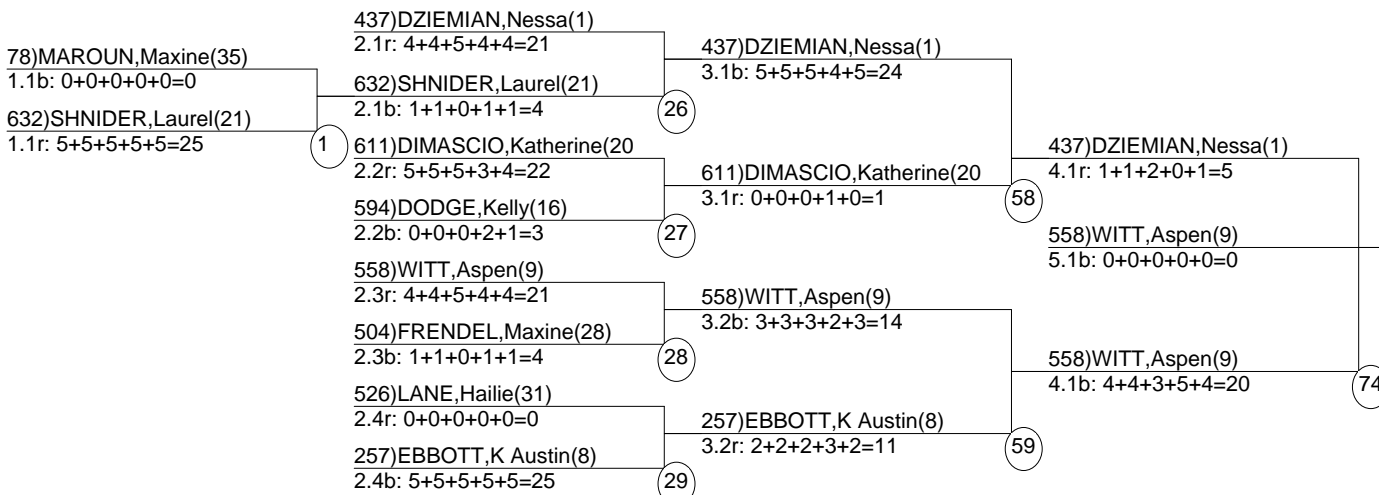 78)MAROUN,Maxine(35)
1.1b: 0+0+0+0+0=0
632)SHNIDER,Laurel(21)
1.1r: 5+5+5+5+5=25
1
437)DZIEMIAN,Nessa(1)
2.1r: 4+4+5+4+4=21
632)SHNIDER,Laurel(21)
2.1b: 1+1+0+1+1=4
26
611)DIMASCIO,Katherine(20
2.2r: 5+5+5+3+4=22
594)DODGE,Kelly(16)
2.2b: 0+0+0+2+1=3
27
558)WITT,Aspen(9)
2.3r: 4+4+5+4+4=21
504)FRENDEL,Maxine(28)
2.3b: 1+1+0+1+1=4
28
526)LANE,Hailie(31)
2.4r: 0+0+0+0+0=0
257)EBBOTT,K Austin(8)
2.4b: 5+5+5+5+5=25
29
437)DZIEMIAN,Nessa(1)
3.1b: 5+5+5+4+5=24
611)DIMASCIO,Katherine(20
3.1r: 0+0+0+1+0=1
58
558)WITT,Aspen(9)
3.2b: 3+3+3+2+3=14
257)EBBOTT,K Austin(8)
3.2r: 2+2+2+3+2=11
59
437)DZIEMIAN,Nessa(1)
4.1r: 1+1+2+0+1=5
558)WITT,Aspen(9)
5.1b: 0+0+0+0+0=0
558)WITT,Aspen(9)
4.1b: 4+4+3+5+4=20
74